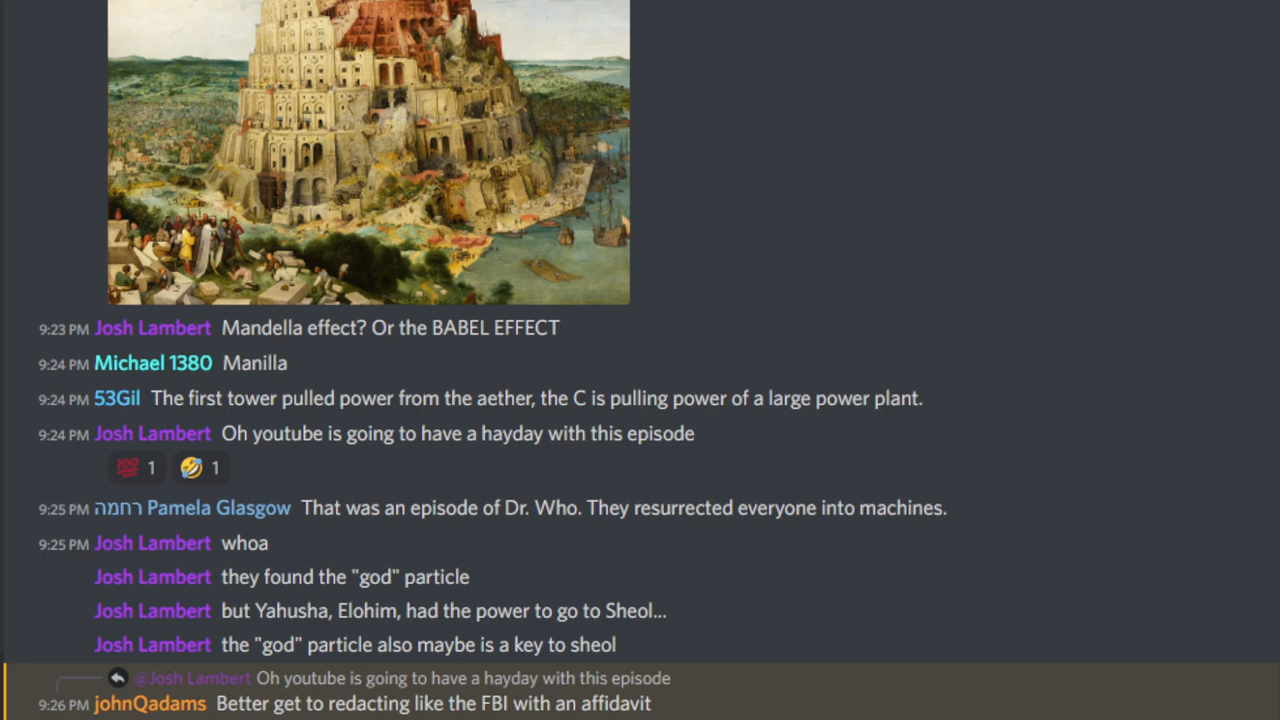 9:23 PM Josh Lambert Mandella effect? Or the BABEL EFFECT
9:24 PM Michael 1380 Manilla
9:24 PM 53Gil The first tower pulled power from the aether, the C is pulling power of a large power plant.
9:24 PM Josh Lambert Oh youtube is going to have a hayday with this episode
💯 1 🤣 1
9:25 PM רחמה Pamela Glasgow That was an episode of Dr. Who. They resurrected everyone into machines.
9:25 PM Josh Lambert whoa
Josh Lambert they found the "god" particle
Josh Lambert but Yahusha, Elohim, had the power to go to Sheol...
Josh Lambert the "god" particle also maybe is a key to sheol
@Josh Lambert Oh youtube is going to have a hayday with this episode
9:26 PM johnQadams Better get to redacting like the FBI with an affidavit